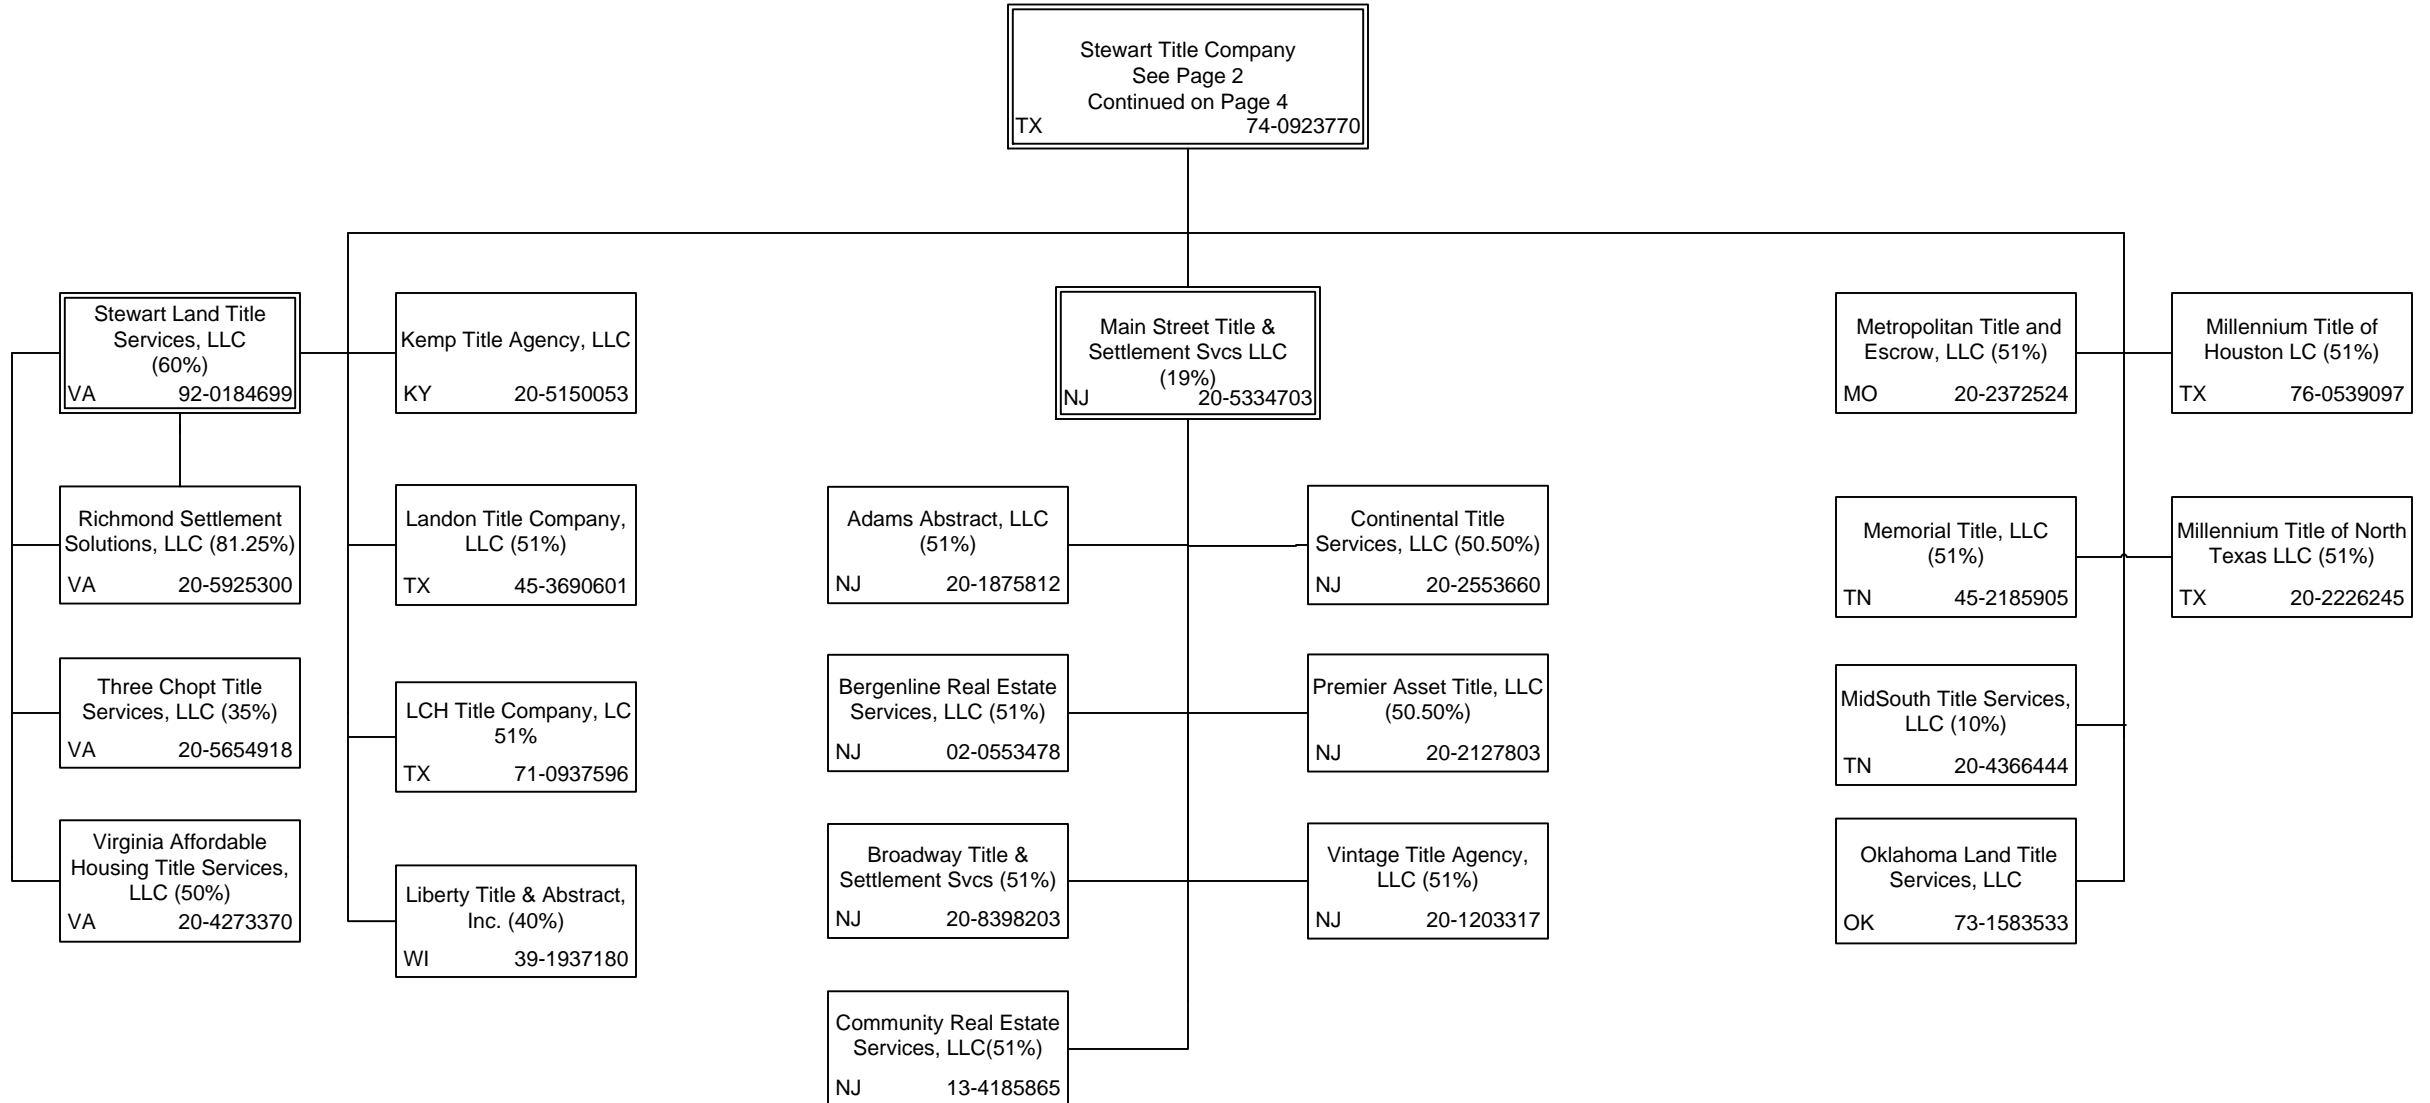 Stewart Title Company
See Page 2
Continued on Page 4
TX 74-0923770
Stewart Land Title
Services, LLC
(60%)
VA 92-0184699
Kemp Title Agency, LLC
KY 20-5150053
Main Street Title &
Settlement Svcs LLC
(19%)
NJ 20-5334703
Metropolitan Title and
Escrow, LLC (51%)
MO 20-2372524
Millennium Title of
Houston LC (51%)
TX 76-0539097
Richmond Settlement
Solutions, LLC (81.25%)
VA 20-5925300
Landon Title Company,
LLC (51%)
TX 45-3690601
Adams Abstract, LLC
(51%)
NJ 20-1875812
Continental Title
Services, LLC (50.50%)
NJ 20-2553660
Memorial Title, LLC
(51%)
TN 45-2185905
Millennium Title of North
Texas LLC (51%)
TX 20-2226245
Three Chopt Title
Services, LLC (35%)
VA 20-5654918
LCH Title Company, LC
51%
TX 71-0937596
Bergenline Real Estate
Services, LLC (51%)
NJ 02-0553478
Premier Asset Title, LLC
(50.50%)
NJ 20-2127803
MidSouth Title Services,
LLC (10%)
TN 20-4366444
Virginia Affordable
Housing Title Services,
LLC (50%)
VA 20-4273370
Liberty Title & Abstract,
Inc. (40%)
WI 39-1937180
Broadway Title &
Settlement Svcs (51%)
NJ 20-8398203
Vintage Title Agency,
LLC (51%)
NJ 20-1203317
Oklahoma Land Title
Services, LLC
OK 73-1583533
Community Real Estate
Services, LLC(51%)
NJ 13-4185865